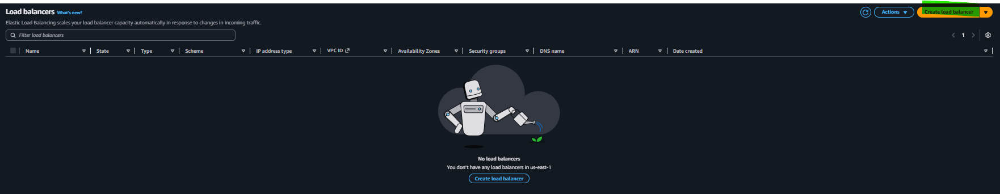 Load balancers What's new?
Actions
Create load balancer
Elastic Load Balancing scales your load balancer capacity automatically in response to changes in incoming traffic.
Filter load balancers
1
Name State Type Scheme IP address type VPC ID Availability Zones Security groups DNS name ARN Date created
No load balancers
You don't have any load balancers in us-east-1
Create load balancer